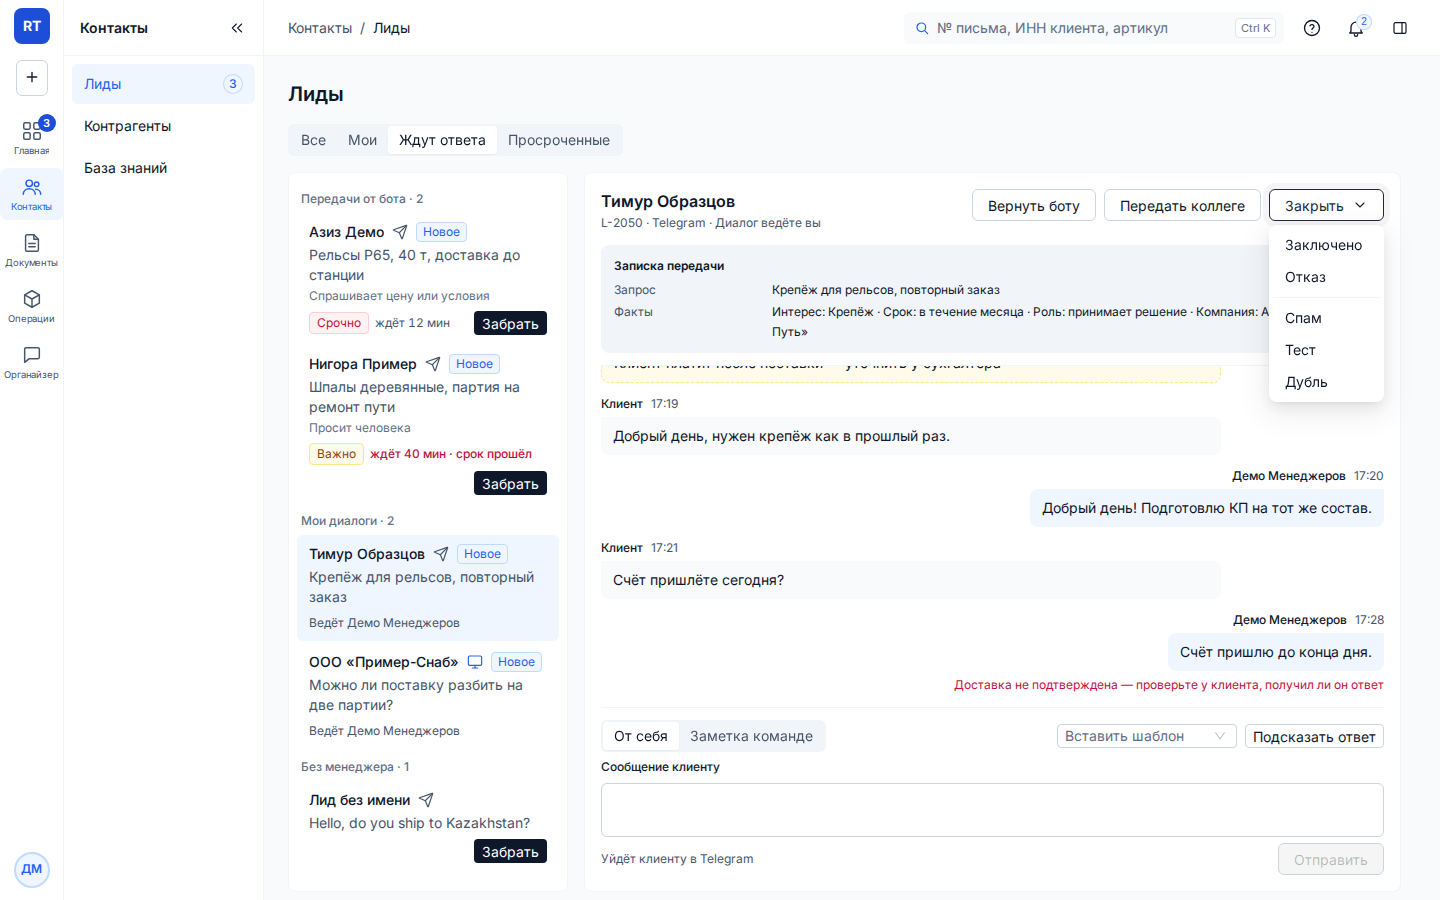 RT
Контакты
Контакты / Лиды
№ письма, ИНН клиента, артикул
Ctrl K
2
3
Главная
Контакты
Документы
Операции
Органайзер
ДМ
Лиды
3
Контрагенты
База знаний
Лиды
Все
Мои
Ждут ответа
Просроченные
Передачи от бота · 2
Азиз Демо
Новое
Рельсы Р65, 40 т, доставка до
станции
Спрашивает цену или условия
Срочно
ждёт 12 мин
Забрать
Нигора Пример
Новое
Шпалы деревянные, партия на
ремонт пути
Просит человека
Важно
ждёт 40 мин · срок прошёл
Забрать
Мои диалоги · 2
Тимур Образцов
Новое
Крепёж для рельсов, повторный
заказ
Ведёт Демо Менеджеров
ООО «Пример-Снаб»
Новое
Можно ли поставку разбить на
две партии?
Ведёт Демо Менеджеров
Без менеджера · 1
Лид без имени
Hello, do you ship to Kazakhstan?
Забрать
Тимур Образцов
L-2050 · Telegram · Диалог ведёте вы
Вернуть боту
Передать коллеге
Закрыть
Заключено
Отказ
Спам
Тест
Дубль
Записка передачи
Запрос
Крепёж для рельсов, повторный заказ
Факты
Интерес: Крепёж · Срок: в течение месяца · Роль: принимает решение · Компания: А
Путь»
Клиент платит после поставки — уточнить у бухгалтера
Клиент 17:19
Добрый день, нужен крепёж как в прошлый раз.
Демо Менеджеров 17:20
Добрый день! Подготовлю КП на тот же состав.
Клиент 17:21
Счёт пришлёте сегодня?
Демо Менеджеров 17:28
Счёт пришлю до конца дня.
Доставка не подтверждена — проверьте у клиента, получил ли он ответ
От себя
Заметка команде
Вставить шаблон
Подсказать ответ
Сообщение клиенту
Уйдёт клиенту в Telegram
Отправить